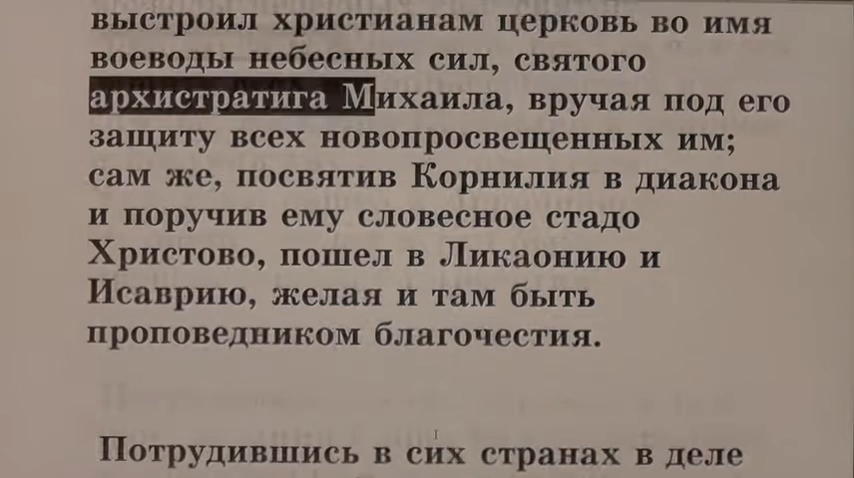 выстроил христианам церковь во имя
воеводы небесных сил, святого
архистратига Михаила, вручая под его
защиту всех новопросвещенных им;
сам же, посвятив Корнилия в диакона
и поручив ему словесное стадо
Христово, пошел в Ликаонию и
Исаврию, желая и там быть
проповедником благочестия.
Потрудившись в сих странах в деле